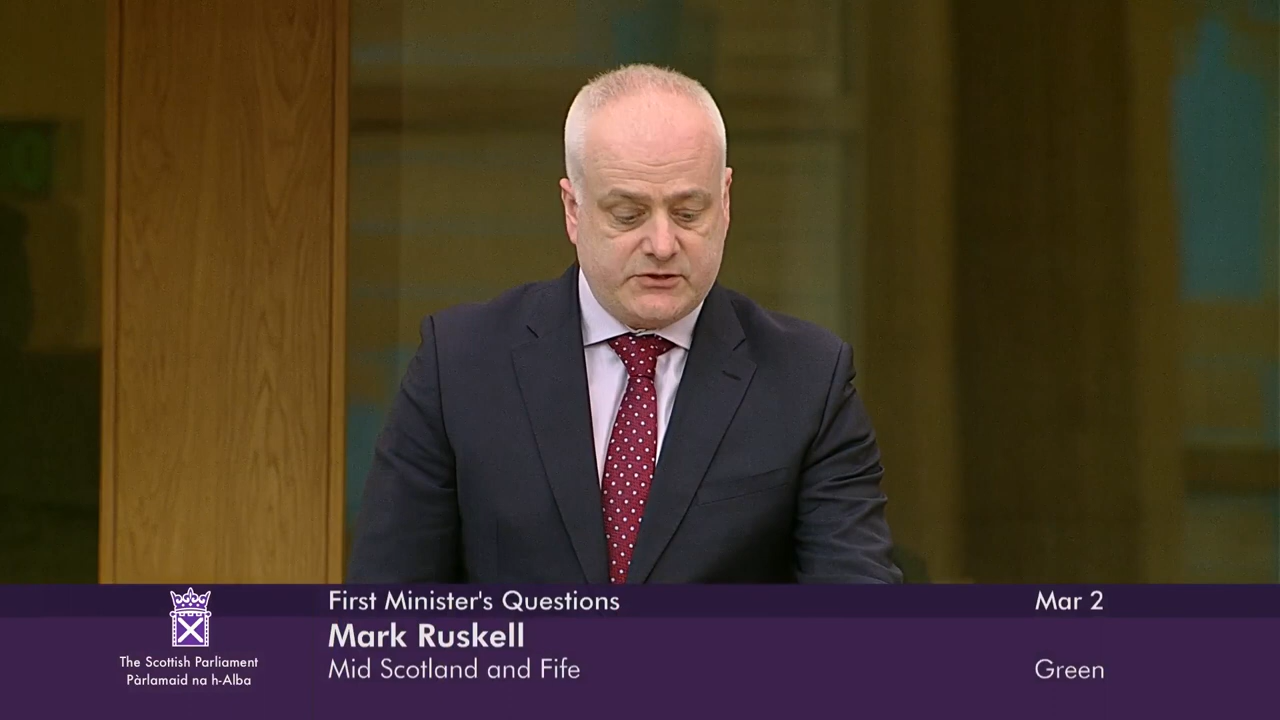 First Minister's Questions
Mar 2
Mark Ruskell
Mid Scotland and Fife
Green
The Scottish Parliament
Pàrlamaid na h-Alba